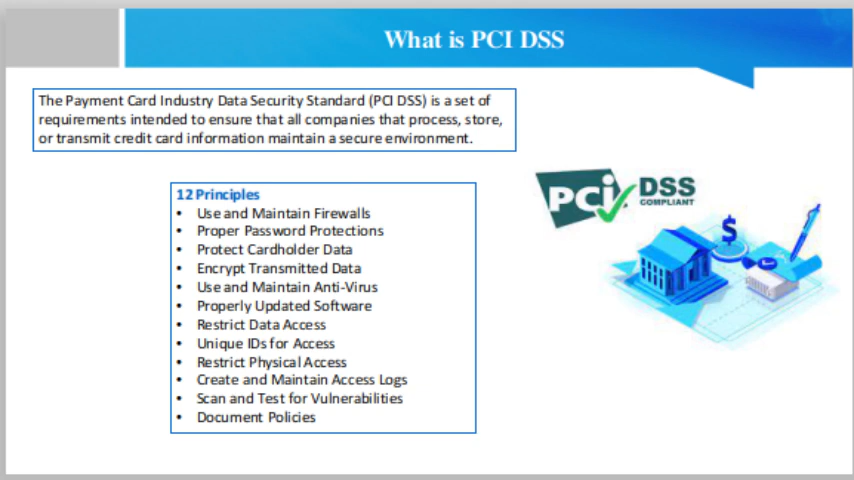 What is PCI DSS
The Payment Card Industry Data Security Standard (PCI DSS) is a set of
requirements intended to ensure that all companies that process, store,
or transmit credit card information maintain a secure environment.
12 Principles
• Use and Maintain Firewalls
• Proper Password Protections
• Protect Cardholder Data
• Encrypt Transmitted Data
• Use and Maintain Anti-Virus
• Properly Updated Software
• Restrict Data Access
• Unique IDs for Access
• Restrict Physical Access
• Create and Maintain Access Logs
• Scan and Test for Vulnerabilities
• Document Policies
PCi DSS
COMPLIANT
$